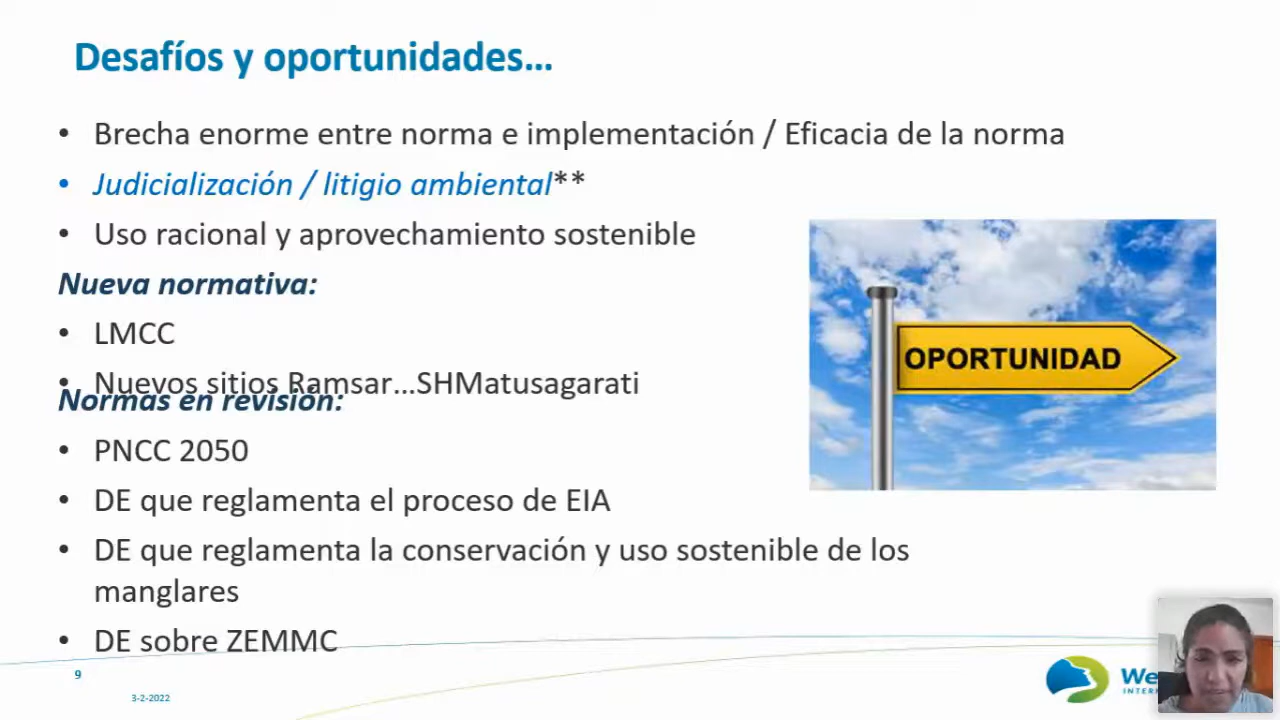 Desafíos y oportunidades...
• Brecha enorme entre norma e implementación / Eficacia de la norma
• Judicialización / litigio ambiental**
• Uso racional y aprovechamiento sostenible
Nueva normativa:
• LMCC
• Nuevos sitios Ramsar...SHMatusagarati
Normas en revisión:
• PNCC 2050
• DE que reglamenta el proceso de EIA
• DE que reglamenta la conservación y uso sostenible de los
manglares
• DE sobre ZEMMC
OPORTUNIDAD
9
3-2-2022